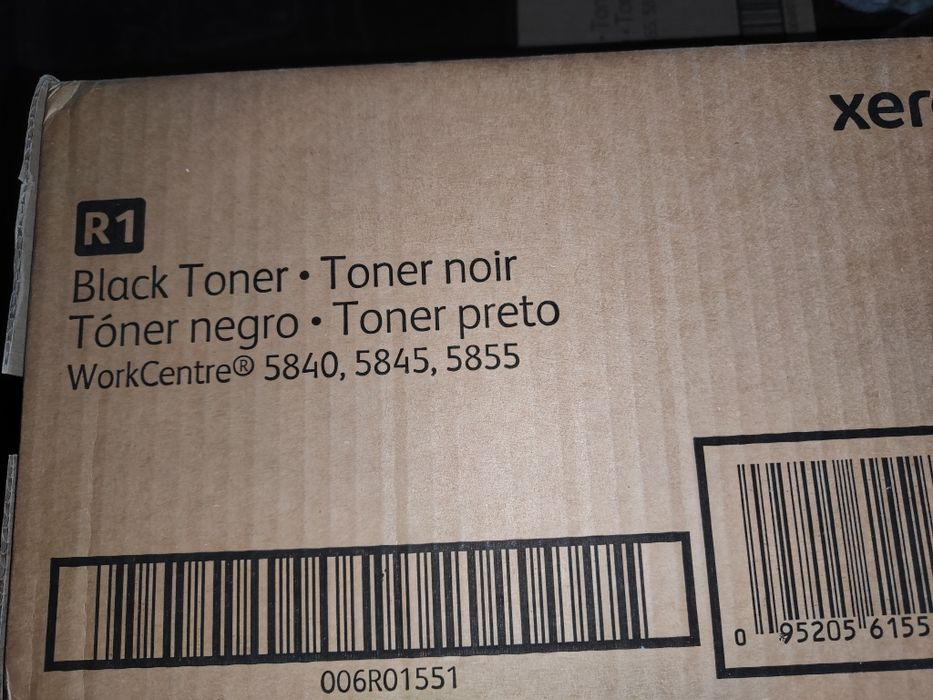 xer
R1
Black Toner • Toner noir
Tóner negro • Toner preto
WorkCentre® 5840, 5845, 5855
006R01551
0 95205 6155